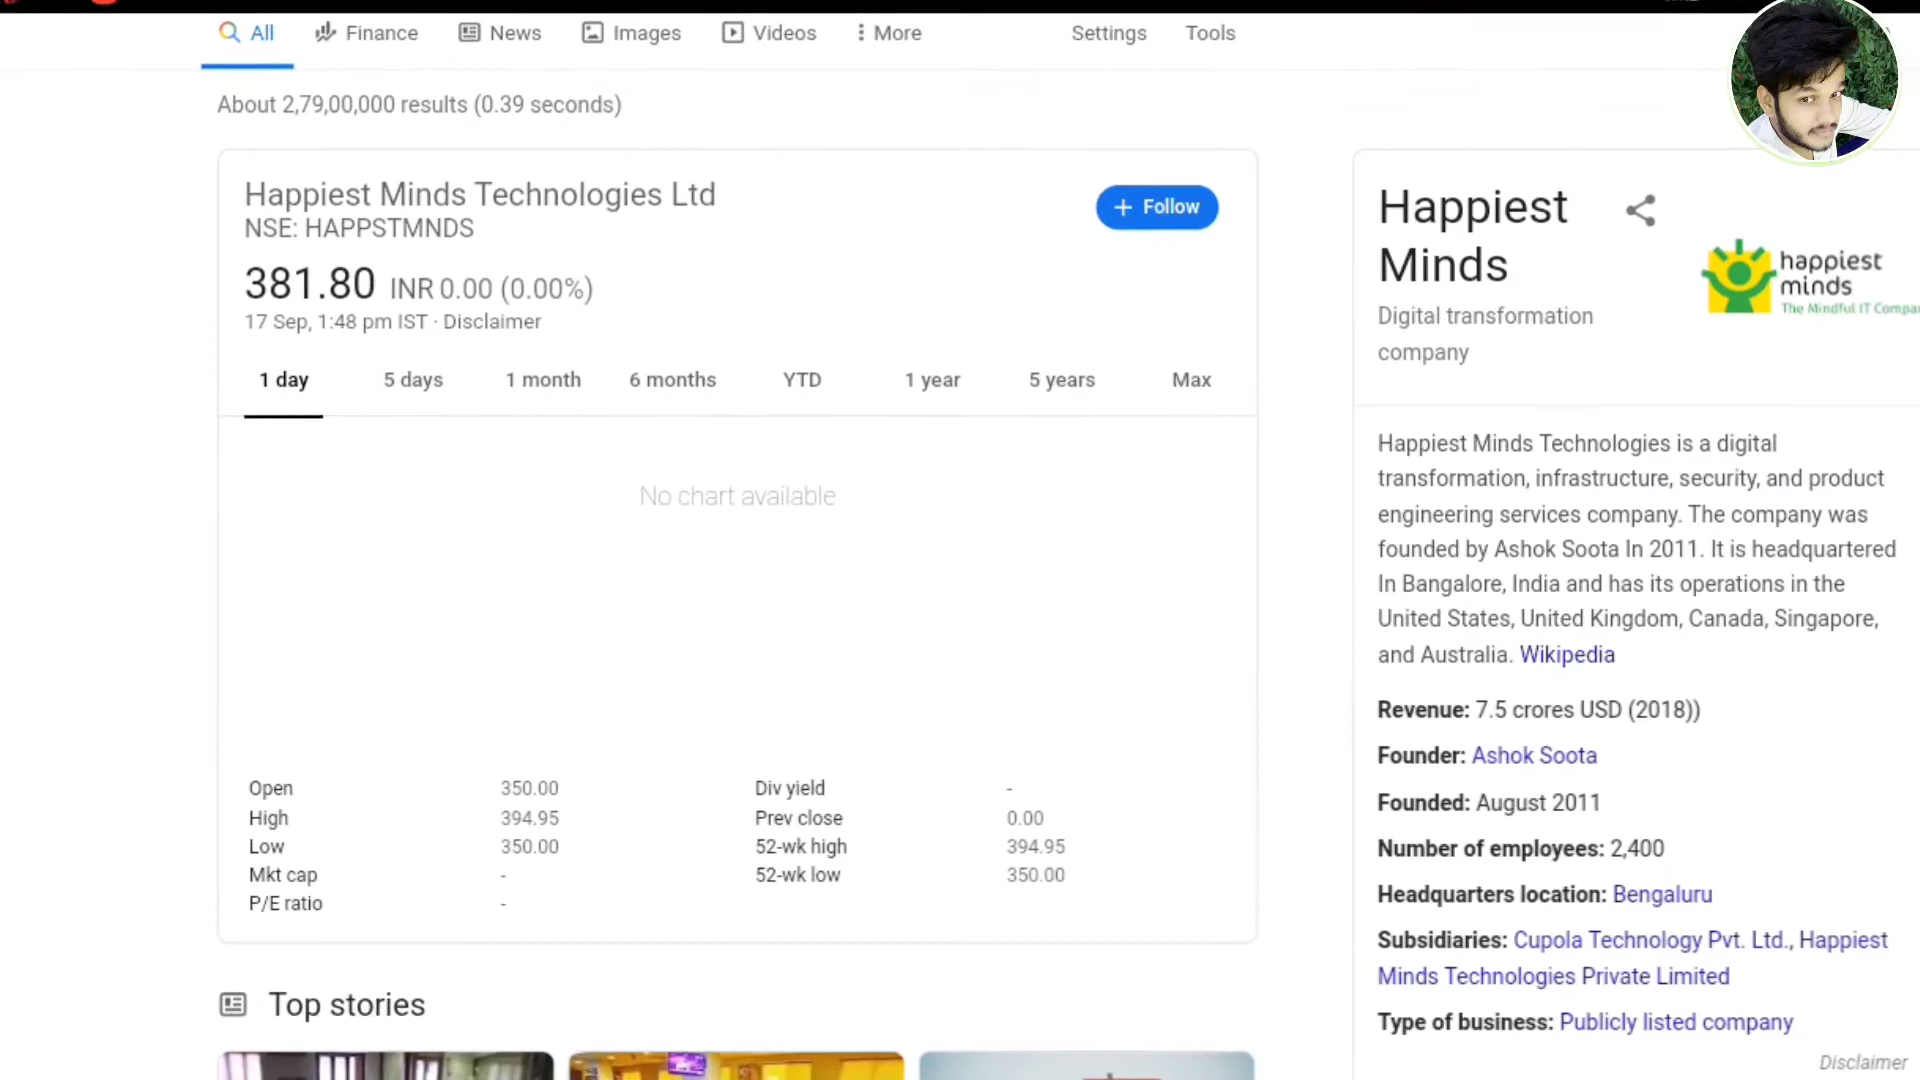 All Finance News Images Videos More Settings Tools
About 2,79,00,000 results (0.39 seconds)
Happiest Minds Technologies Ltd
NSE: HAPPSTMNDS
+ Follow
381.80 INR 0.00 (0.00%)
17 Sep, 1:48 pm IST · Disclaimer
1 day 5 days 1 month 6 months YTD 1 year 5 years Max
No chart available
Open 350.00 Div yield -
High 394.95 Prev close 0.00
Low 350.00 52-wk high 394.95
Mkt cap - 52-wk low 350.00
P/E ratio -
Top stories
Happiest
Minds
Digital transformation
company
happiest
minds
The Mindful IT Compa
Happiest Minds Technologies is a digital
transformation, infrastructure, security, and product
engineering services company. The company was
founded by Ashok Soota In 2011. It is headquartered
In Bangalore, India and has its operations in the
United States, United Kingdom, Canada, Singapore,
and Australia. Wikipedia
Revenue: 7.5 crores USD (2018))
Founder: Ashok Soota
Founded: August 2011
Number of employees: 2,400
Headquarters location: Bengaluru
Subsidiaries: Cupola Technology Pvt. Ltd., Happiest
Minds Technologies Private Limited
Type of business: Publicly listed company
Disclaimer